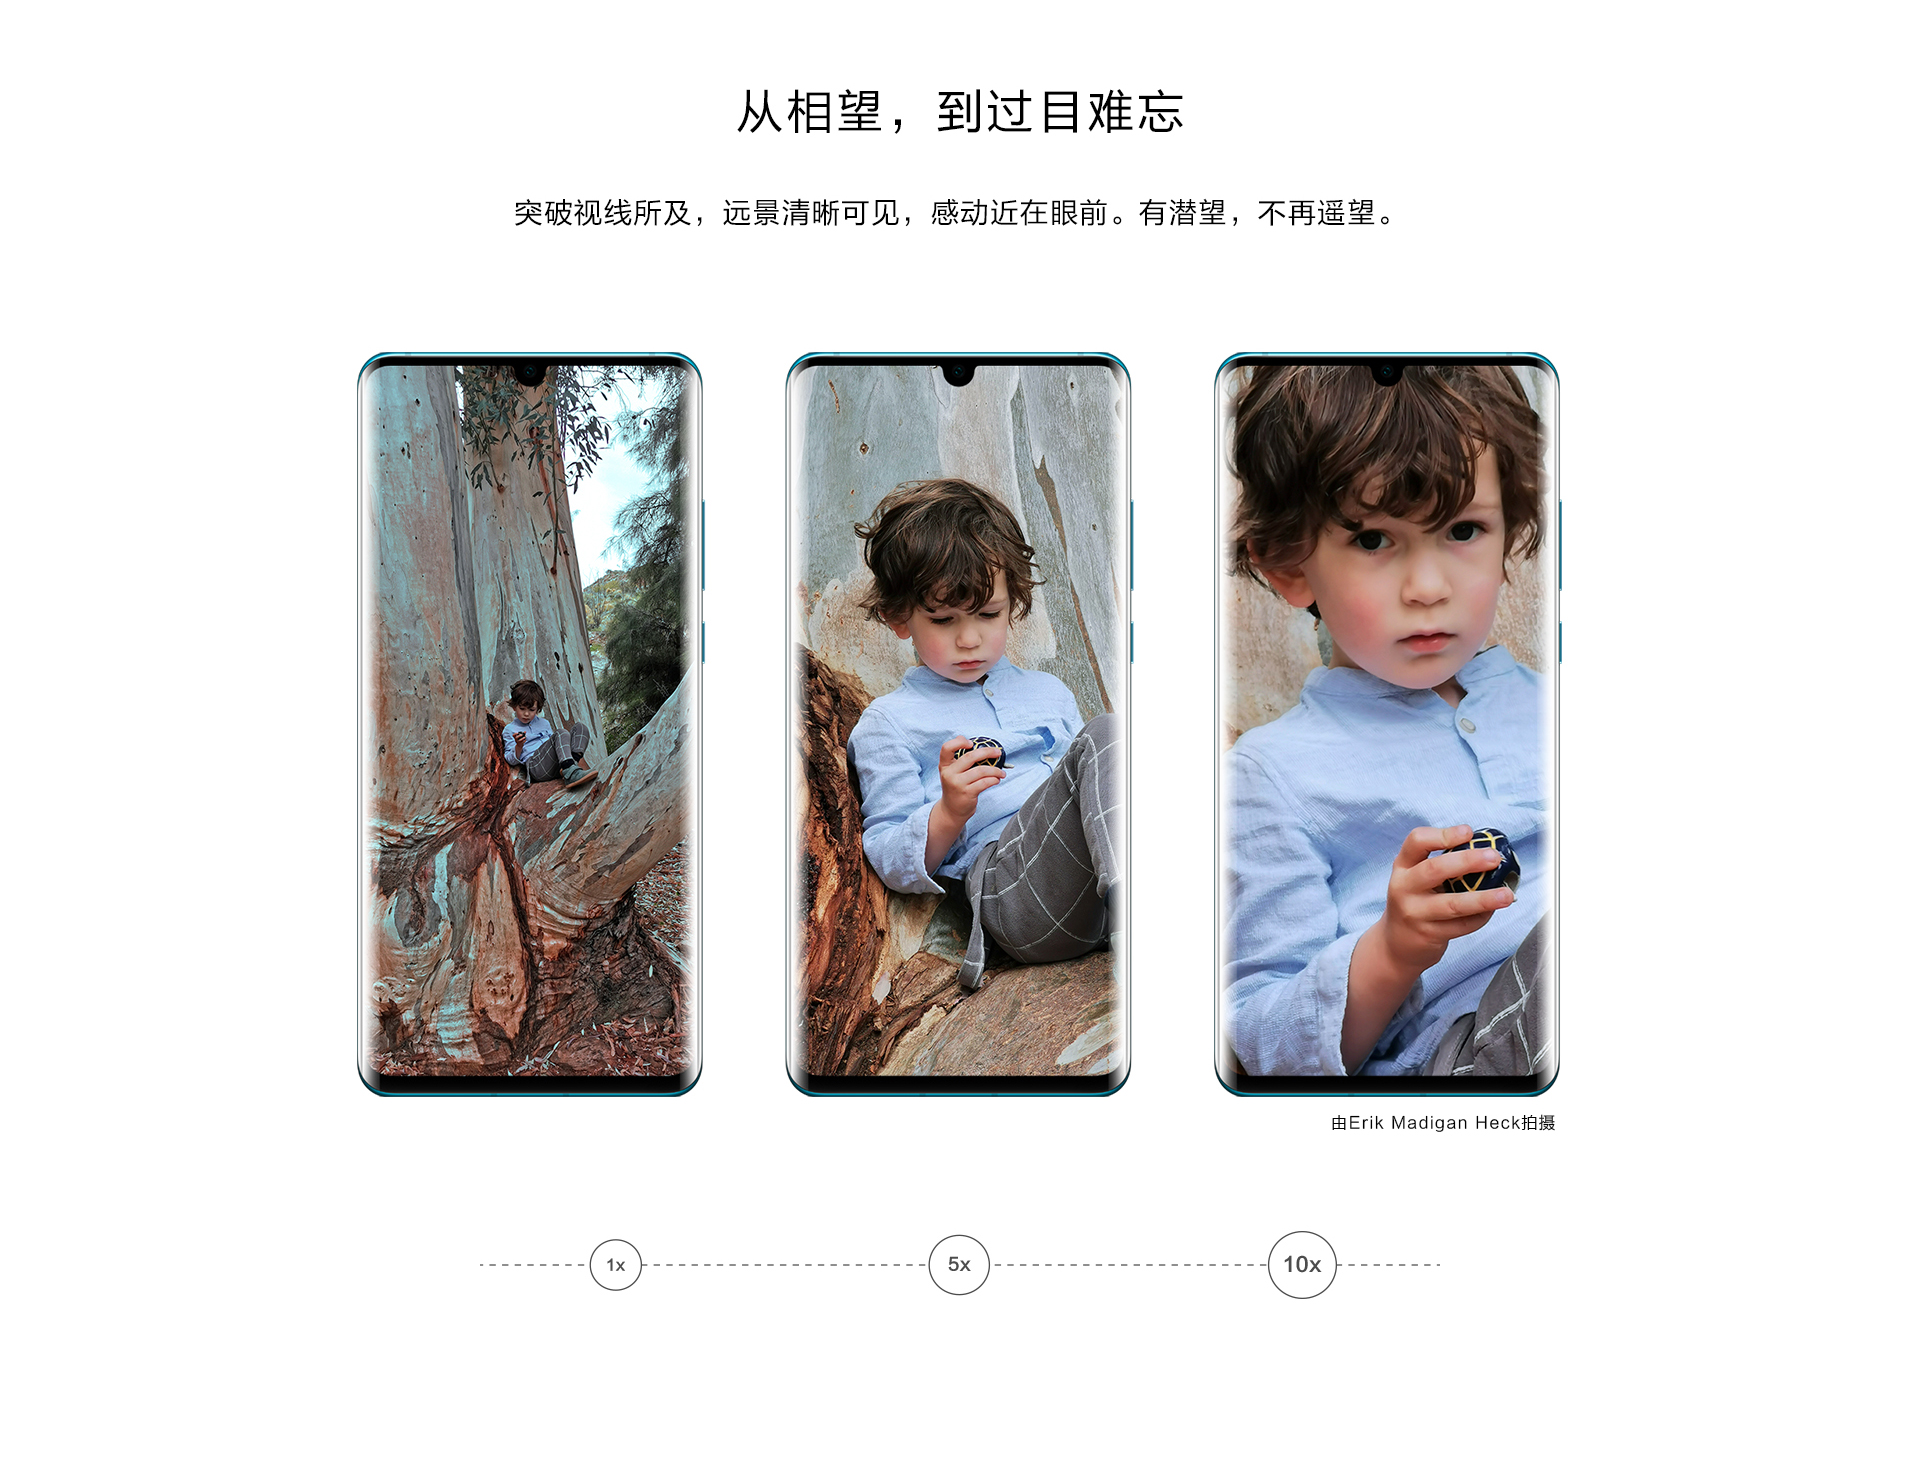 从相望，到过目难忘
突破视线所及，远景清晰可见，感动近在眼前。有潜望，不再遥望。
由Erik Madigan Heck拍摄
1x
5x
10x